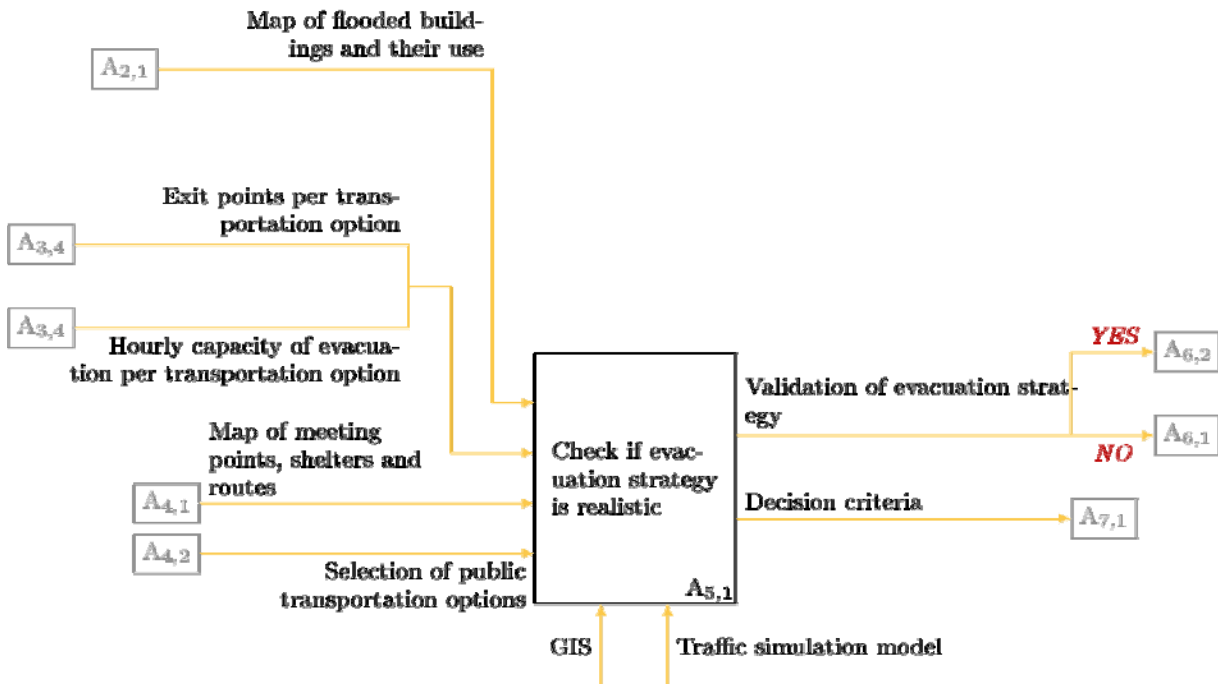 Map of flooded build-
ings and their use
A2,1
Exit points per trans-
portation option
A3,4
A3,4
Hourly capacity of evacua-
tion per transportation option
Map of meeting
points, shelters and
routes
A4,1
A4,2
Selection of public
transportation options
Check if evac-
uation strategy
is realistic
A5,1
GIS
Traffic simulation model
Validation of evacuation strat-
egy
YES
A6,2
A6,1
NO
Decision criteria
A7,1